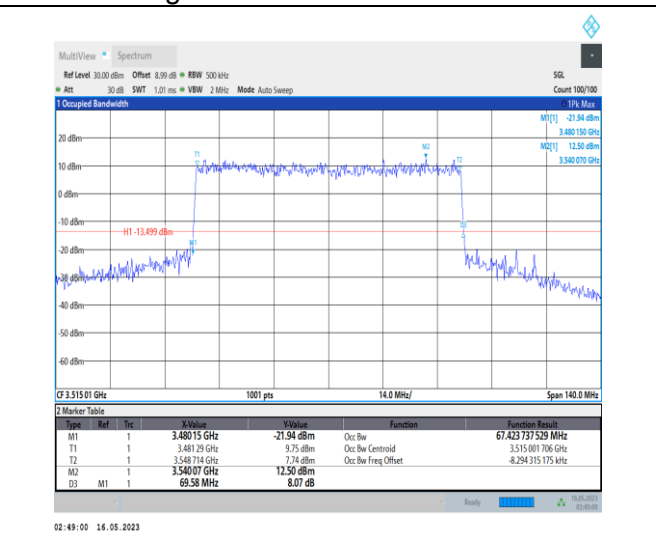 MultiView Spectrum
Ref Level 30.00 dBm Offset 8.99 dB RBW 500 kHz SGL
Att 30 dB SWT 1.01 ms VBW 2 MHz Mode Auto Sweep Count 100/100
1 Occupied Bandwidth 1Pk Max
M1[1] -21.94 dBm
3.480 150 GHz
20 dBm M2[1] 12.50 dBm
3.540 070 GHz
M2
T1 T2
10 dBm
0 dBm
-10 dBm
D3
H1 -13.499 dBm
M1
-20 dBm
-30 dBm
-40 dBm
-50 dBm
-60 dBm
CF 3.515 01 GHz 1001 pts 14.0 MHz/ Span 140.0 MHz
2 Marker Table
Type Ref Trc X-Value Y-Value Function Function Result
M1 1 3.480 15 GHz -21.94 dBm Occ Bw 67.423 737 529 MHz
T1 1 3.481 29 GHz 9.75 dBm Occ Bw Centroid 3.515 001 706 GHz
T2 1 3.548 714 GHz 7.74 dBm Occ Bw Freq Offset -8.294 315 175 kHz
M2 1 3.540 07 GHz 12.50 dBm
D3 M1 1 69.58 MHz 8.07 dB
Ready 16.05.2023
02:49:00
02:49:00 16.05.2023